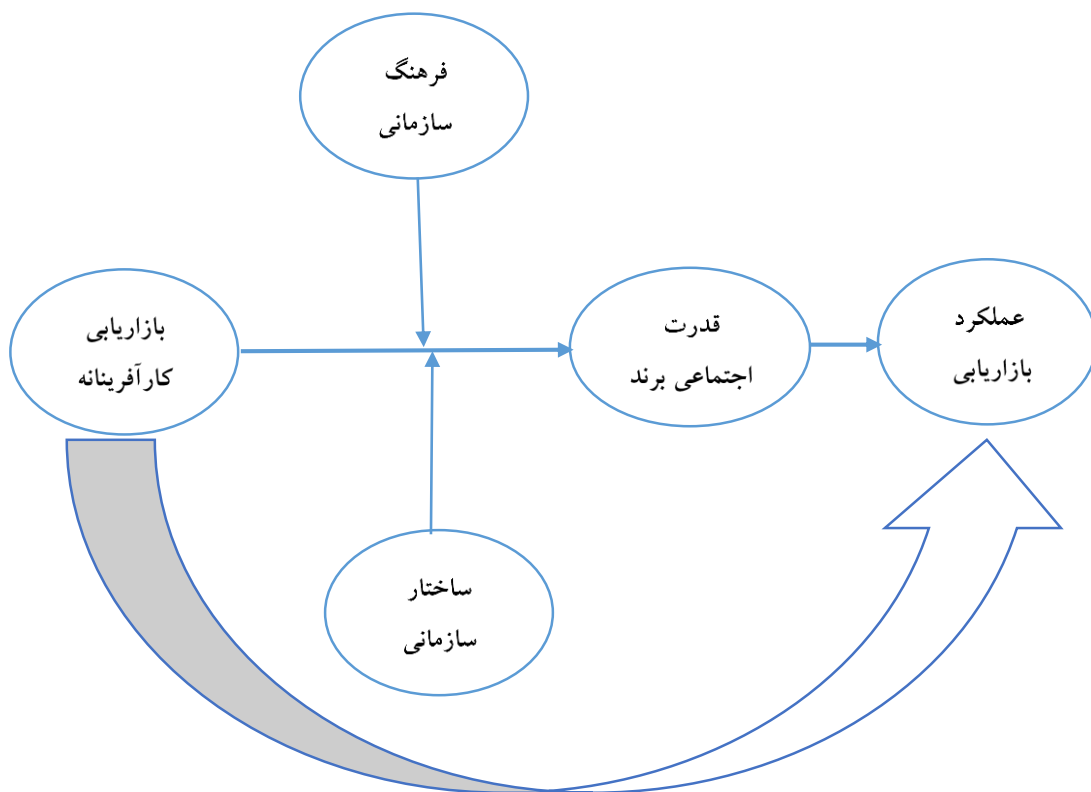 فرهنگ
سازمانی
بازاریابی
کارآفرینانه
قدرت
اجتماعی برند
عملکرد
بازاریابی
ساختار
سازمانی